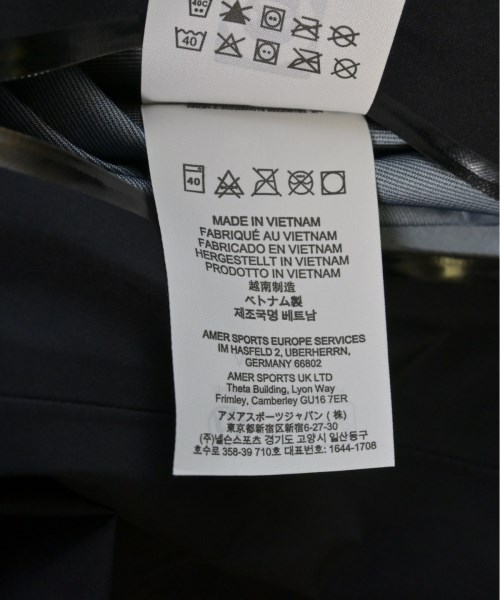 40C
40
40
MADE IN VIETNAM
FABRIQUÉ AU VIETNAM
FABRICADO EN VIETNAM
HERGESTELLT IN VIETNAM
PRODOTTO IN VIETNAM
越南制造
ベトナム製
제조국명 베트남
AMER SPORTS EUROPE SERVICES
IM HASFELD 2, UBERHERRN,
GERMANY 66802
AMER SPORTS UK LTD
Theta Building, Lyon Way
Frimley, Camberley GU16 7ER
アメアスポーツジャパン (株)
東京都新宿区新宿6-27-30
(주)넬슨스포츠 경기도 고양시 일산동구
호수로 358-39 710호 대표번호: 1644-1708